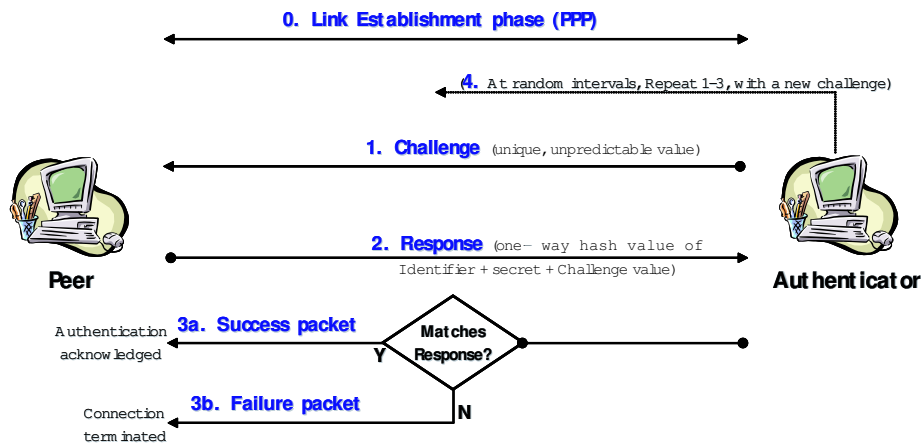 0. Link Establishment phase (PPP)
(4. At random intervals, Repeat 1-3, with a new challenge)
1. Challenge (unique, unpredictable value)
2. Response (one- way hash value of
Identifier + secret + Challenge value)
Peer
Authenticator
3a. Success packet
Authentication
acknowledged
Matches
Response?
Y
3b. Failure packet
N
Connection
terminated